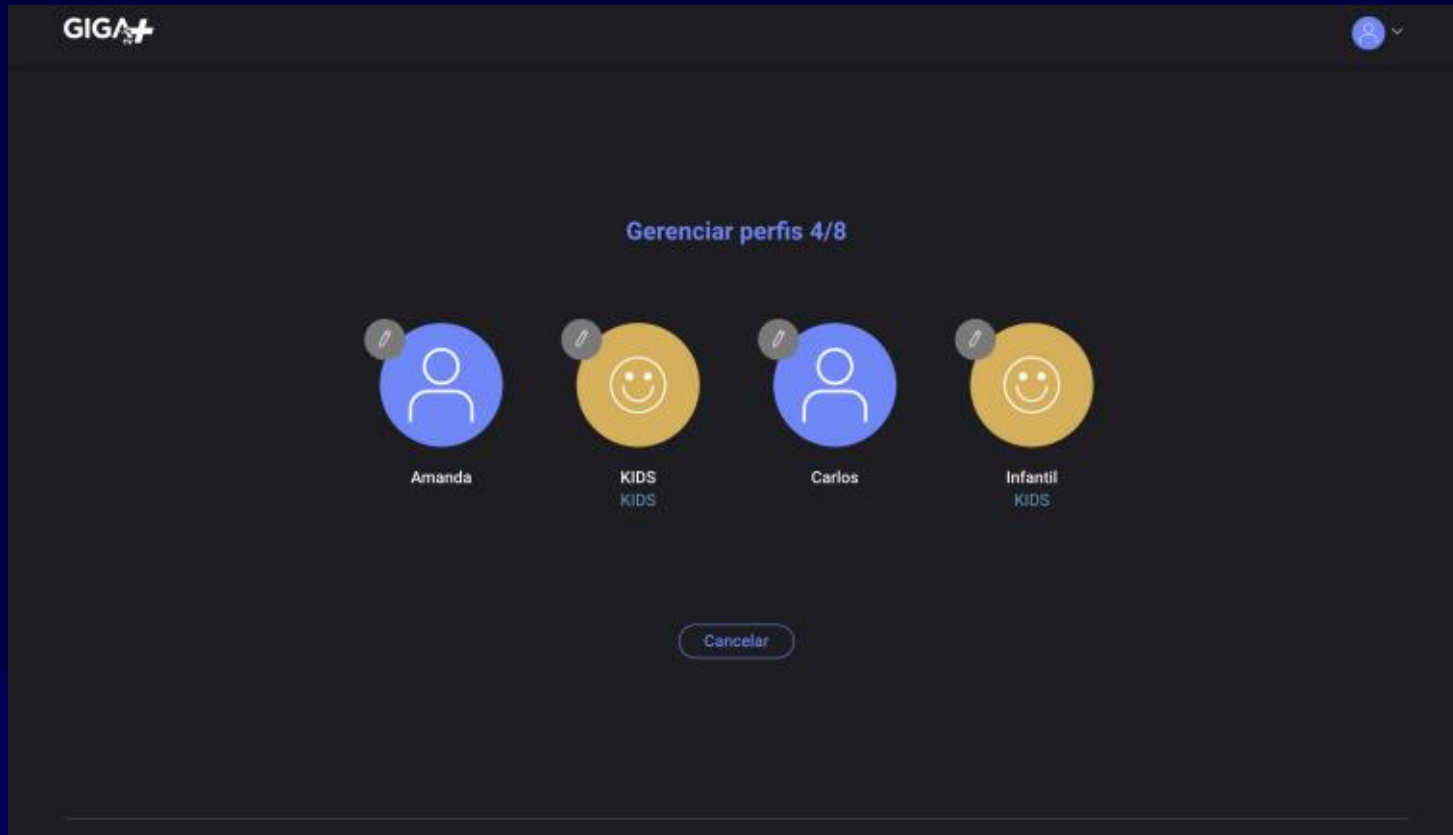 GIGA+
Gerenciar perfis 4/8
Amanda
KIDS
Carlos
Infantil
KIDS
KIDS
Cancelar